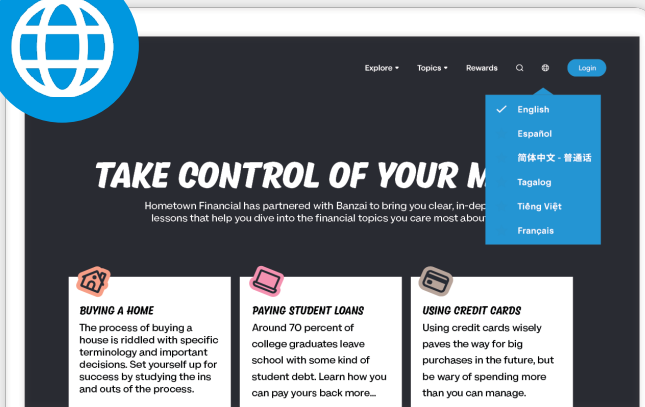 Explore Topics Rewards Login
English
Español
简体中文 - 普通话
Tagalog
Tiếng Việt
Français
TAKE CONTROL OF YOUR M
Hometown Financial has partnered with Banzai to bring you clear, in-dep
lessons that help you dive into the financial topics you care most abou
BUYING A HOME
The process of buying a
house is riddled with specific
terminology and important
decisions. Set yourself up for
success by studying the ins
and outs of the process.
PAYING STUDENT LOANS
Around 70 percent of
college graduates leave
school with some kind of
student debt. Learn how you
can pay yours back more...
USING CREDIT CARDS
Using credit cards wisely
paves the way for big
purchases in the future, but
be wary of spending more
than you can manage.